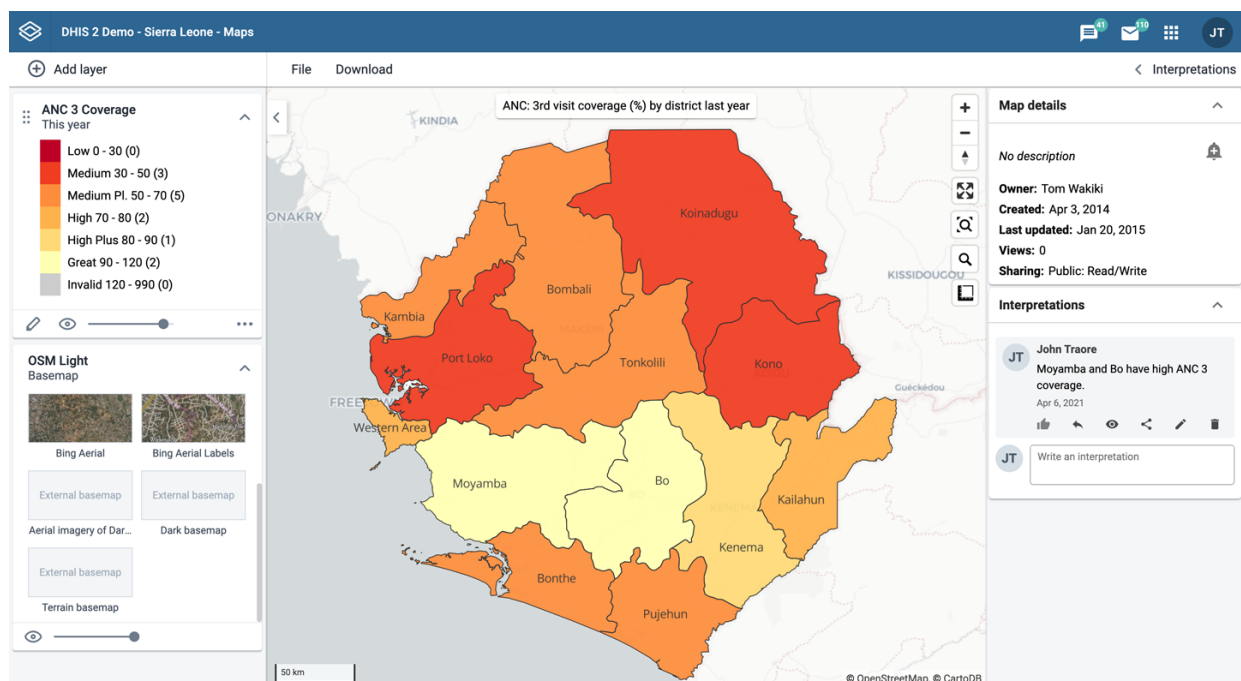 DHIS 2 Demo - Sierra Leone - Maps
41
110
JT
Add layer
File
Download
Interpretations
ANC 3 Coverage
This year
Low 0 - 30 (0)
Medium 30 - 50 (3)
Medium Pl. 50 - 70 (5)
High 70 - 80 (2)
High Plus 80 - 90 (1)
Great 90 - 120 (2)
Invalid 120 - 990 (0)
OSM Light
Basemap
Bing Aerial
Bing Aerial Labels
External basemap
External basemap
Aerial imagery of Dar...
Dark basemap
External basemap
Terrain basemap
ANC: 3rd visit coverage (%) by district last year
KINDIA
ONAKRY
Koinadugu
KISSIDOUGOU
Bombali
Kambia
Port Loko
Tonkolili
Kono
Guéckédou
Western Area
Moyamba
Bo
Kailahun
KENEMA
Kenema
Bonthe
Pujehun
50 km
© OpenStreetMap, © CartoDB
Map details
No description
Owner: Tom Wakiki
Created: Apr 3, 2014
Last updated: Jan 20, 2015
Views: 0
Sharing: Public: Read/Write
Interpretations
JT
John Traore
Moyamba and Bo have high ANC 3
coverage.
Apr 6, 2021
JT
Write an interpretation